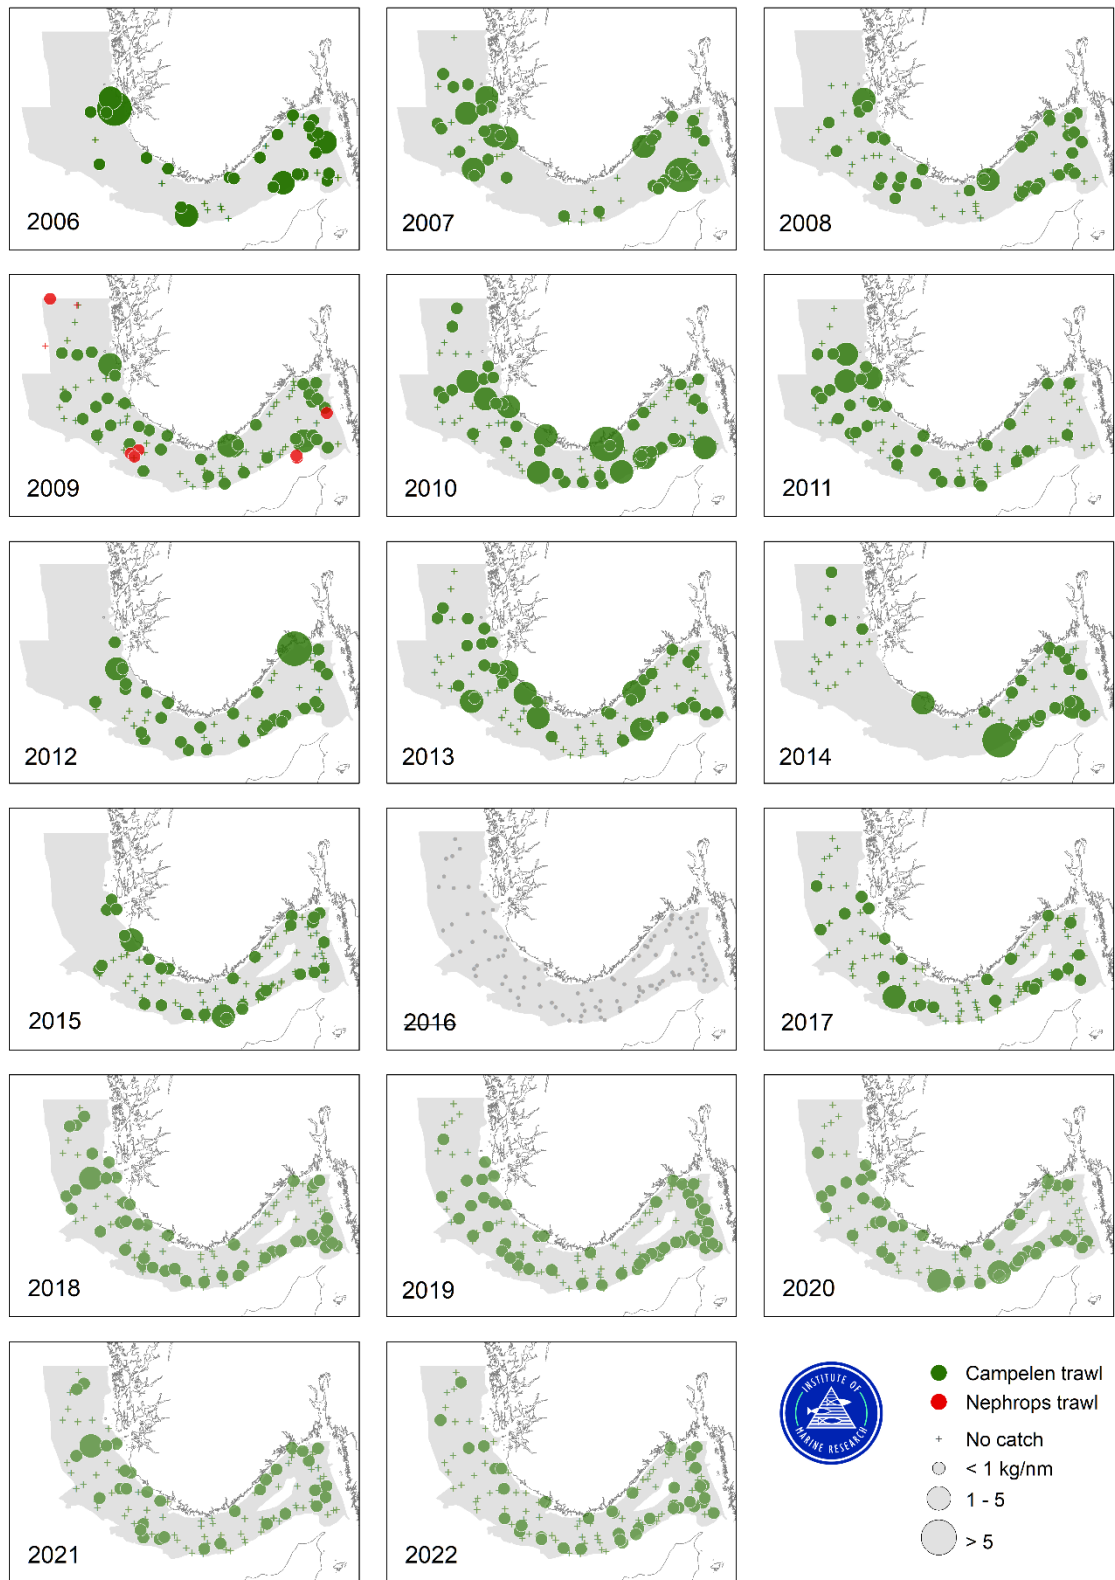 2006
2007
2008
2009
2010
2011
2012
2013
2014
2015
2016
2017
2018
2019
2020
2021
2022
INSTITUTE OF
MARINE RESEARCH
Campelen trawl
Nephrops trawl
No catch
< 1 kg/nm
1 - 5
> 5